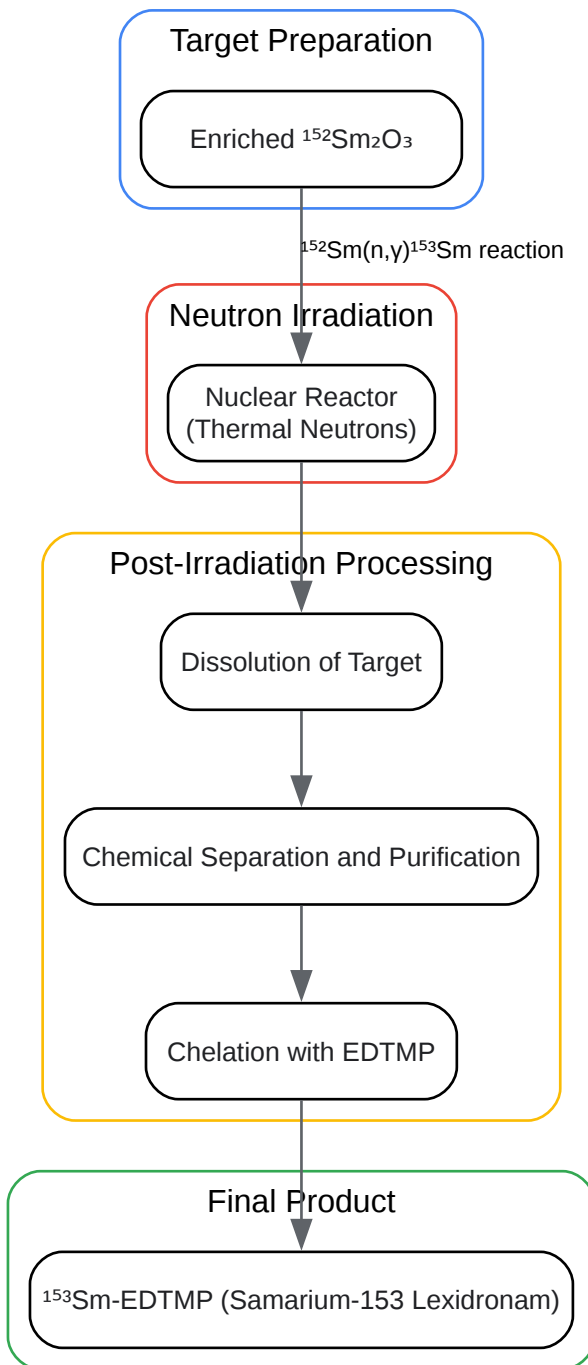 Target Preparation
Enriched ¹⁵²Sm₂O₃
¹⁵²Sm(n,γ)¹⁵³Sm reaction
Neutron Irradiation
Nuclear Reactor
(Thermal Neutrons)
Post-Irradiation Processing
Dissolution of Target
Chemical Separation and Purification
Chelation with EDTMP
Final Product
¹⁵³Sm-EDTMP (Samarium-153 Lexidronam)